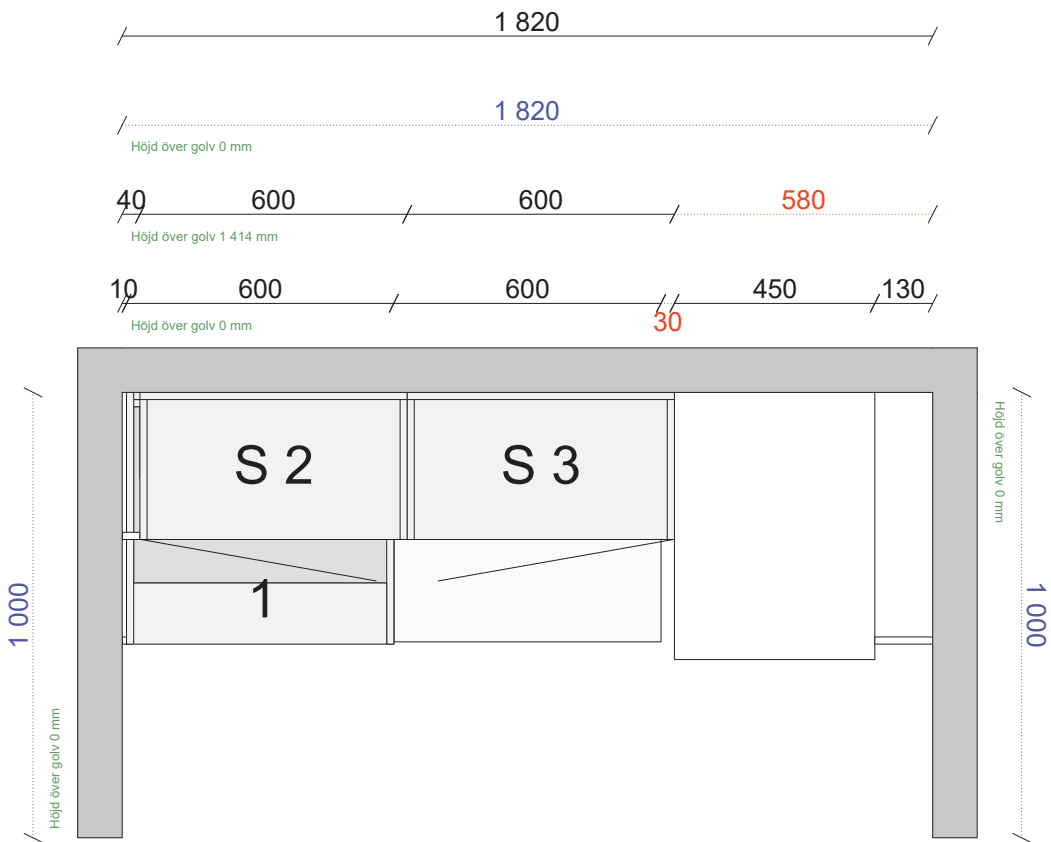 1 820
1 820
Höjd över golv 0 mm
40 600 600 580
Höjd över golv 1 414 mm
10 600 600 450 130
Höjd över golv 0 mm 30
S 2 S 3
Höjd över golv 0 mm
1
1 000
1 000
Höjd över golv 0 mm